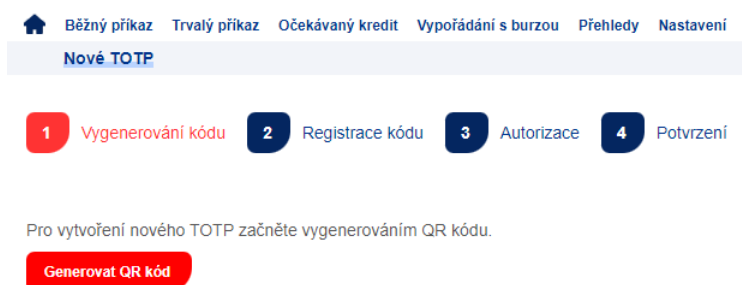 Běžný příkaz Trvalý příkaz Očekávaný kredit Vypořádání s burzou Přehledy Nastavení
Nové TOTP
1 Vygenerování kódu 2 Registrace kódu 3 Autorizace 4 Potvrzení
Pro vytvoření nového TOTP začněte vygenerováním QR kódu.
Generovat QR kód